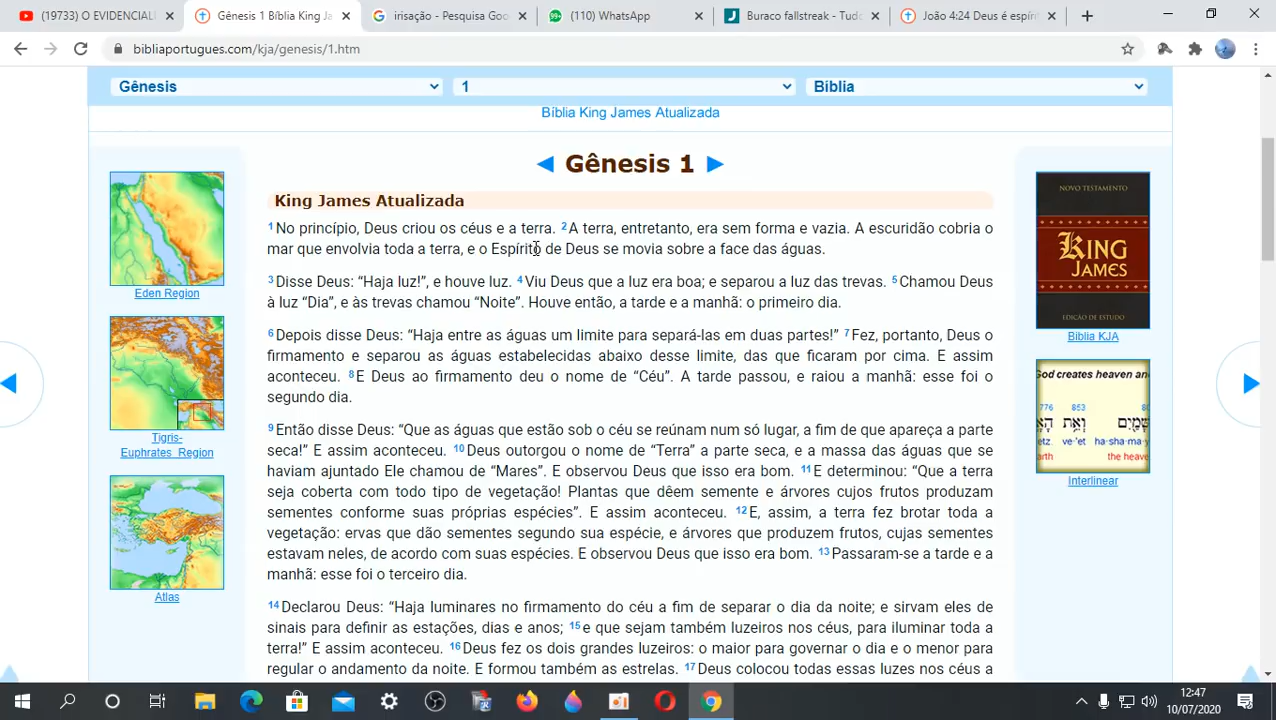 (19733) O EVIDENCIAL
Gênesis 1 Bíblia King Ja
irisação - Pesquisa Goo
(110) WhatsApp
Buraco fallstreak - Tudo
João 4:24 Deus é espíri
bibliaportugues.com/kja/genesis/1.htm
Gênesis
1
Bíblia
Bíblia King James Atualizada
Gênesis 1
King James Atualizada
1 No princípio, Deus criou os céus e a terra. 2 A terra, entretanto, era sem forma e vazia. A escuridão cobria o
mar que envolvia toda a terra, e o Espírito de Deus se movia sobre a face das águas.
3 Disse Deus: “Haja luz!”, e houve luz. 4 Viu Deus que a luz era boa; e separou a luz das trevas. 5 Chamou Deus
à luz “Dia”, e às trevas chamou “Noite”. Houve então, a tarde e a manhã: o primeiro dia.
6 Depois disse Deus: “Haja entre as águas um limite para separá-las em duas partes!” 7 Fez, portanto, Deus o
firmamento e separou as águas estabelecidas abaixo desse limite, das que ficaram por cima. E assim
aconteceu. 8 E Deus ao firmamento deu o nome de “Céu”. A tarde passou, e raiou a manhã: esse foi o
segundo dia.
9 Então disse Deus: “Que as águas que estão sob o céu se reúnam num só lugar, a fim de que apareça a parte
seca!” E assim aconteceu. 10 Deus outorgou o nome de “Terra” a parte seca, e a massa das águas que se
haviam ajuntado Ele chamou de “Mares”. E observou Deus que isso era bom. 11 E determinou: “Que a terra
seja coberta com todo tipo de vegetação! Plantas que dêem semente e árvores cujos frutos produzam
sementes conforme suas próprias espécies”. E assim aconteceu. 12 E, assim, a terra fez brotar toda a
vegetação: ervas que dão sementes segundo sua espécie, e árvores que produzem frutos, cujas sementes
estavam neles, de acordo com suas espécies. E observou Deus que isso era bom. 13 Passaram-se a tarde e a
manhã: esse foi o terceiro dia.
14 Declarou Deus: “Haja luminares no firmamento do céu a fim de separar o dia da noite; e sirvam eles de
sinais para definir as estações, dias e anos; 15 e que sejam também luzeiros nos céus, para iluminar toda a
terra!” E assim aconteceu. 16 Deus fez os dois grandes luzeiros: o maior para governar o dia e o menor para
regular o andamento da noite. E formou também as estrelas. 17 Deus colocou todas essas luzes nos céus a
Eden Region
Tigris-
Euphrates Region
Atlas
NOVO TESTAMENTO
KING
JAMES
EDIÇÃO DE ESTUDO
Bíblia KJA
God creates heaven an
776 853 80
הָאָ וְאֵת שָּׁמַיִם
etz. ve·'et ha·sha·ma·y
arth the heave
Interlinear
12:47
10/07/2020